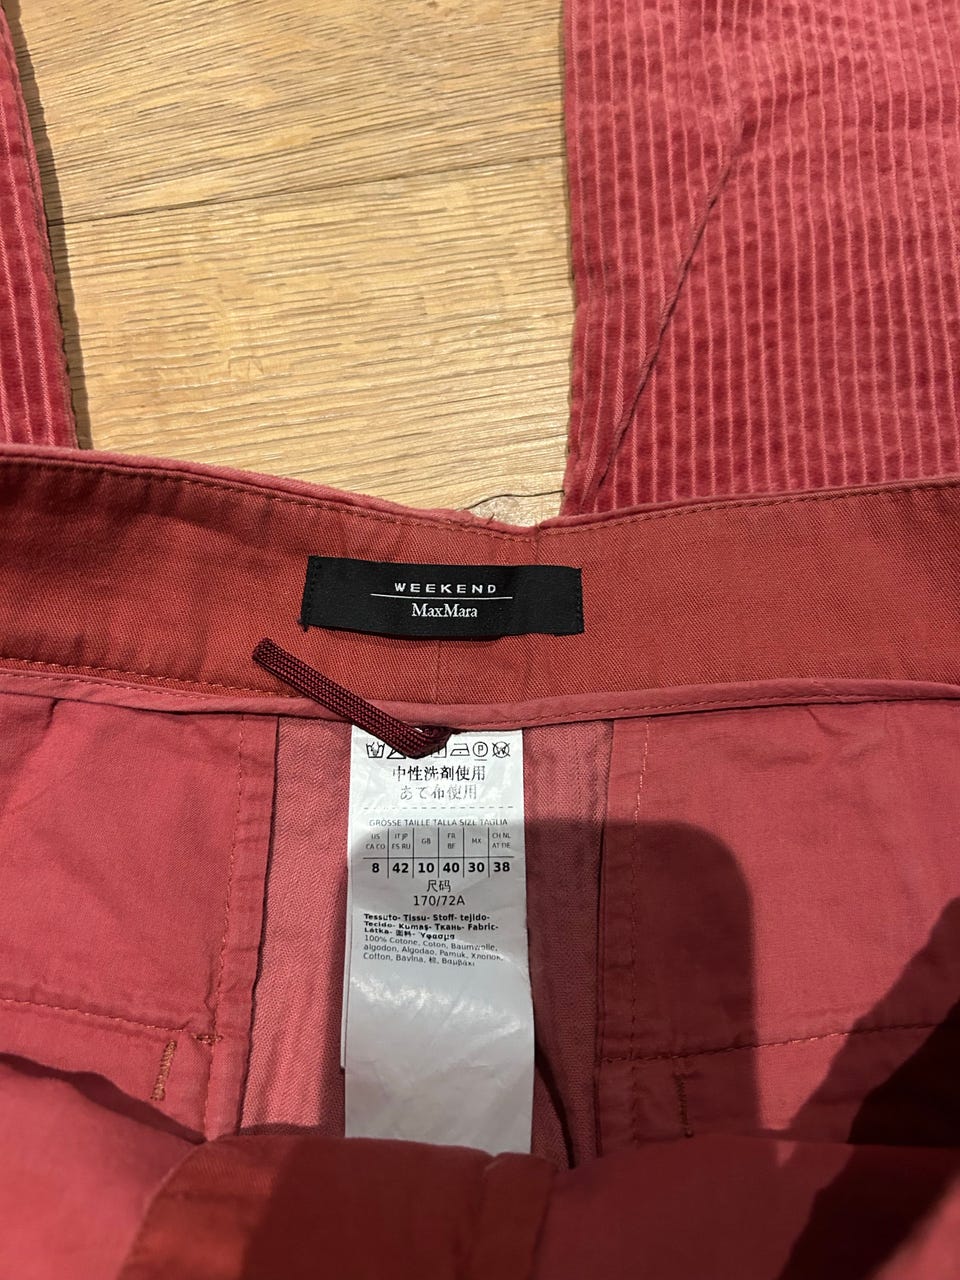 WEEKEND
MaxMara
中性洗剤使用
あて布使用
GRÖSSE TAILLE TALLA SIZE TAGLIA
US CA CO
IT JP ES RU
GB
FR BE
MX
CH NL AT DE
8 42 10 40 30 38
尺码
170/72A
Tessuto- Tissu- Stoff- tejido-
Tecido- Kumaş- Ткань- Fabric-
Látka- 面料- Ύφασμα
100% Cotone, Coton, Baumwolle,
algodon, Algodao, Pamuk, Хлопок,
Cotton, Bavlna, 棉, Βαμβάκι